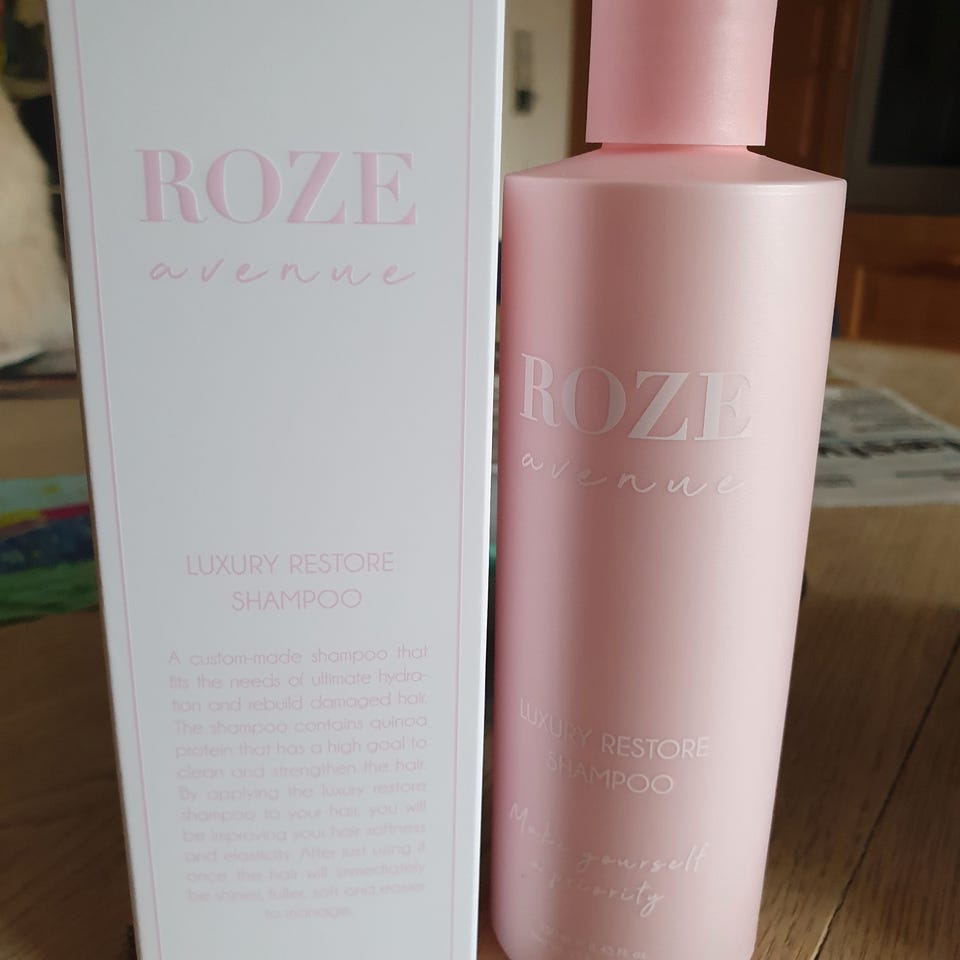 ROZE
avenue
LUXURY RESTORE
SHAMPOO
A custom-made shampoo that
fits the needs of ultimate hydra-
tion and rebuild damaged hair.
The shampoo contains quinoa
protein that has a high goal to
clean and strengthen the hair.
By applying the luxury restore
shampoo to your hair, you will
be improving your hair softness
and elasticity. After just using it
once the hair will immediately
be shinier, fuller, soft and easier
to manage.
ROZE
avenue
LUXURY RESTORE
SHAMPOO
Make yourself
a priority